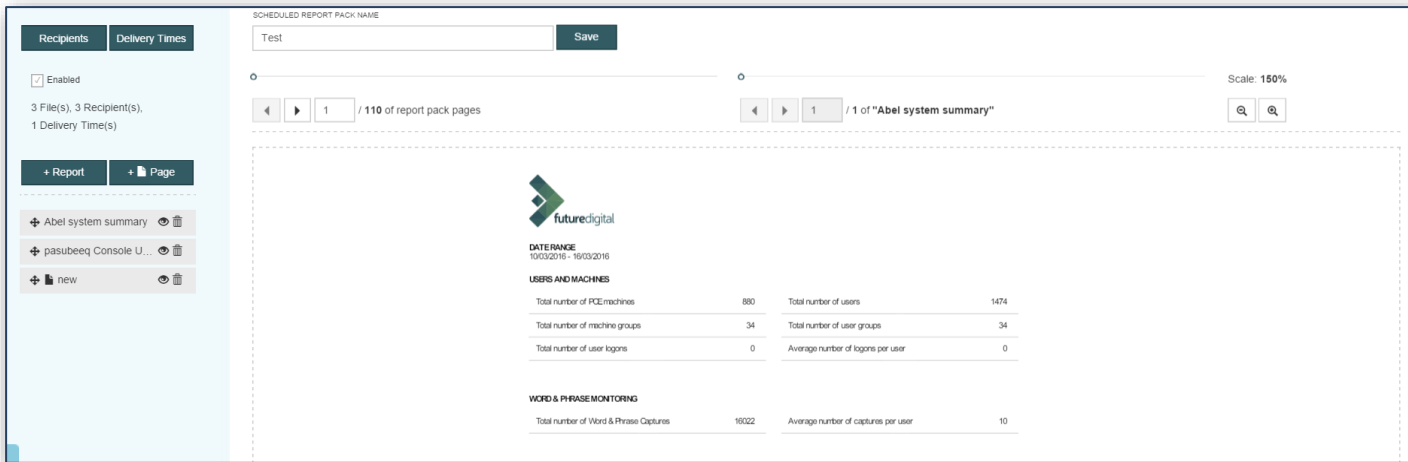 Recipients
Delivery Times
Enabled
3 File(s), 3 Recipient(s),
1 Delivery Time(s)
+ Report
+ Page
Abel system summary
pasubeeq Console U...
new
SCHEDULED REPORT PACK NAME
Test
Save
1 / 110 of report pack pages
1 / 1 of "Abel system summary"
Scale: 150%
futuredigital
DATE RANGE
10/03/2016 - 16/03/2016
USERS AND MACHINES
Total number of PCE machines 880 Total number of users 1474
Total number of machine groups 34 Total number of user groups 34
Total number of user logons 0 Average number of logons per user 0
WORD & PHRASE MONITORING
Total number of Word & Phrase Captures 16022 Average number of captures per user 10